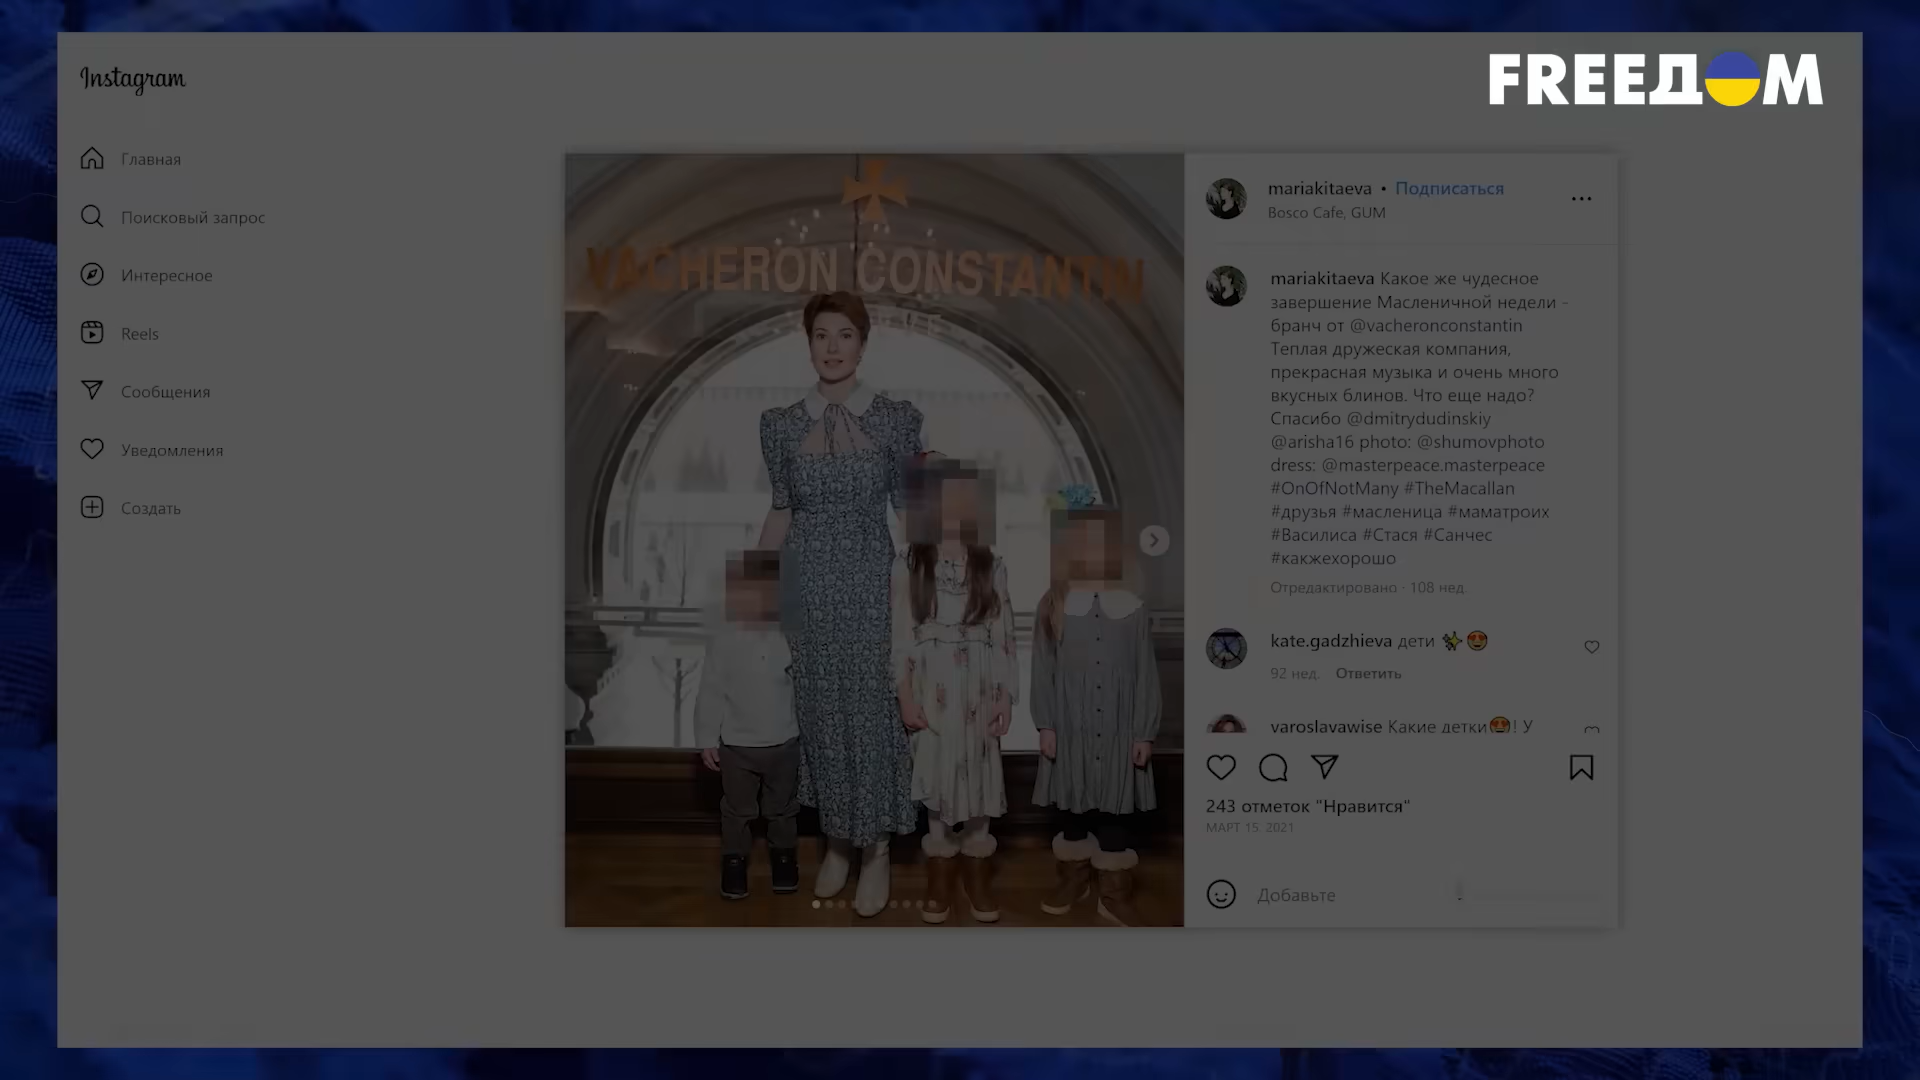 Instagram
FREEДОМ
Главная
Поисковый запрос
Интересное
Reels
Сообщения
Уведомления
Создать
VACHERON CONSTANTIN
mariakitaeva • Подписаться
Bosco Cafe, GUM
mariakitaeva Какое же чудесное
завершение Масленичной недели -
бранч от @vacheronconstantin
Теплая дружеская компания,
прекрасная музыка и очень много
вкусных блинов. Что еще надо?
Спасибо @dmitrydudinskiy
@arisha16 photo: @shumovphoto
dress: @masterpeace.masterpeace
#OnOfNotMany #TheMacallan
#друзья #масленица #маматроих
#Василиса #Стася #Санчес
#какжехорошо
Отредактировано · 108 нед.
kate.gadzhieva дети ✨😍
92 нед. Ответить
varoslavawise Какие детки😍! У
243 отметок "Нравится"
МАРТ 15, 2021
Добавьте